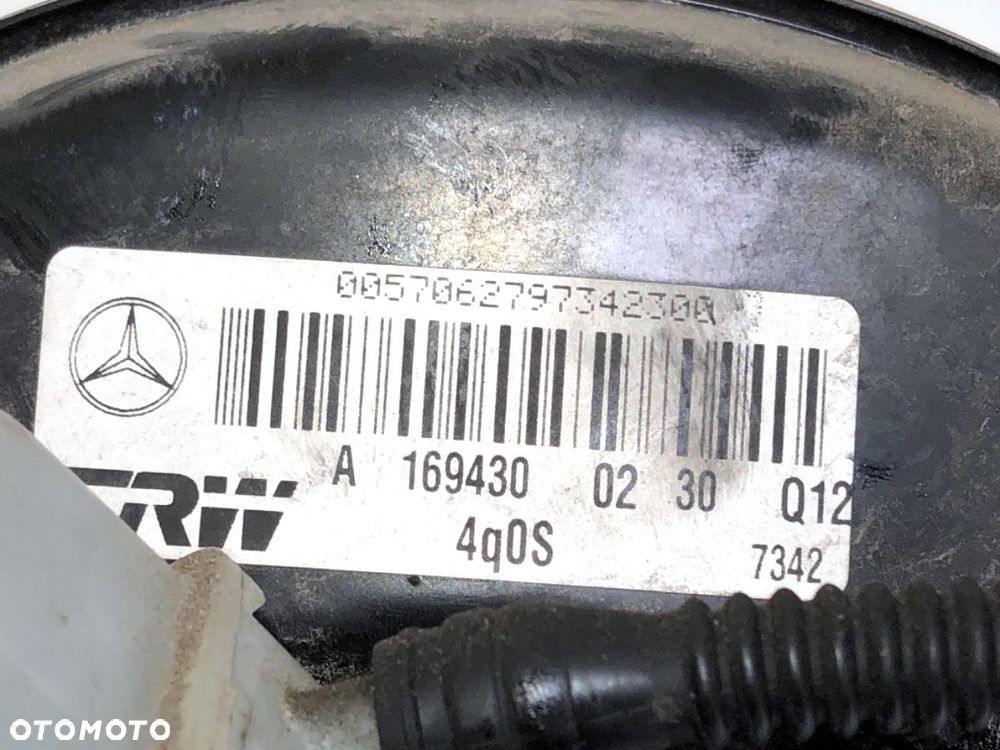 0057062797342300
A 169430 02 30 Q12
TRW
4q0S
7342
OTOMOTO